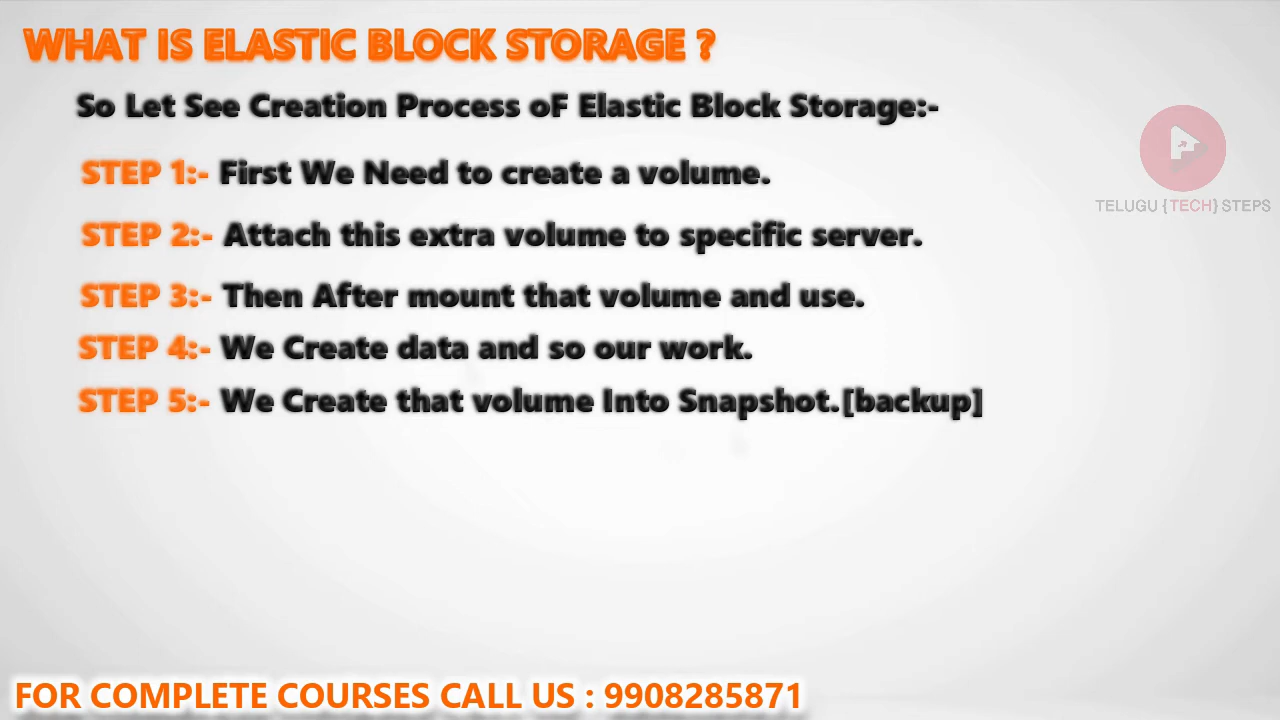 WHAT IS ELASTIC BLOCK STORAGE ?
So Let See Creation Process oF Elastic Block Storage:-
STEP 1:- First We Need to create a volume.
STEP 2:- Attach this extra volume to specific server.
STEP 3:- Then After mount that volume and use.
STEP 4:- We Create data and so our work.
STEP 5:- We Create that volume Into Snapshot.[backup]
TELUGU {TECH} STEPS
FOR COMPLETE COURSES CALL US : 9908285871